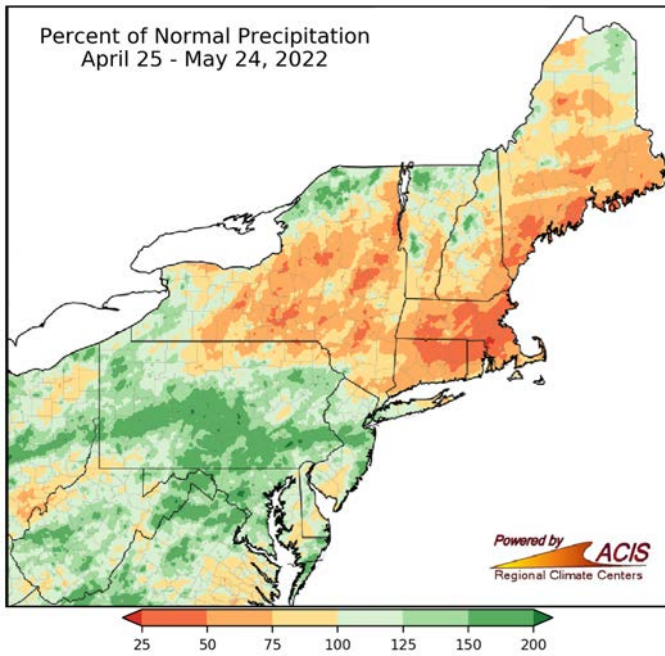 Percent of Normal Precipitation
April 25 - May 24, 2022
Powered by
ACIS
Regional Climate Centers
25 50 75 100 125 150 200